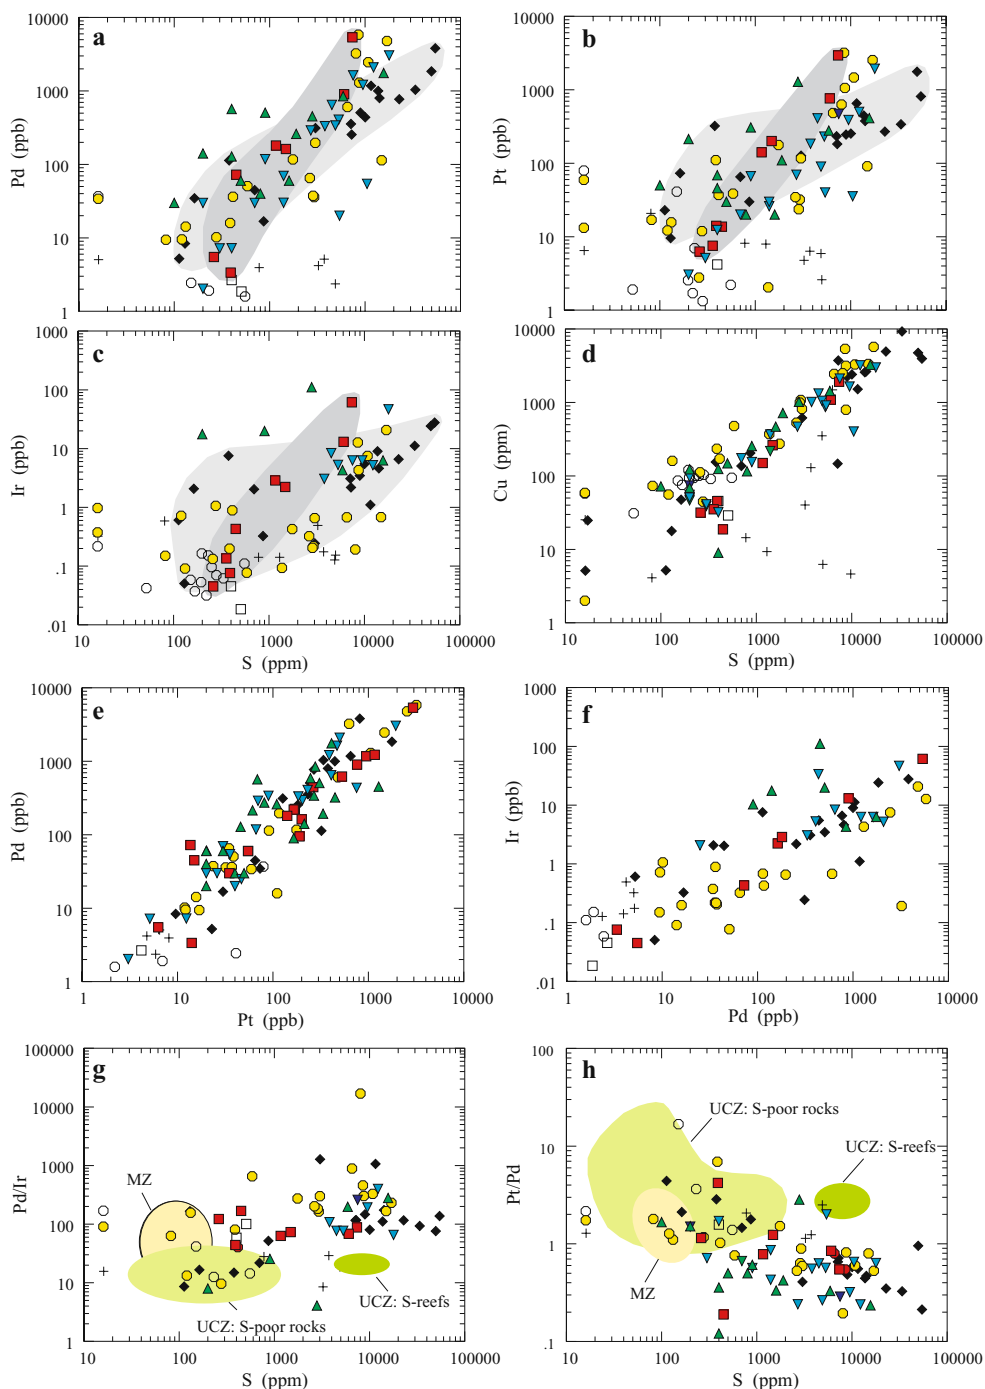 a
10000
1000
100
10
1
Pd (ppb)
b
10000
1000
100
10
1
Pt (ppb)
c
1000
100
10
1
.1
.01
Ir (ppb)
10 100 1000 10000 100000
S (ppm)
d
10000
1000
100
10
1
Cu (ppm)
10 100 1000 10000 100000
S (ppm)
e
10000
1000
100
10
1
Pd (ppb)
1 10 100 1000 10000
Pt (ppb)
f
1000
100
10
1
.1
.01
Ir (ppb)
1 10 100 1000 10000
Pd (ppb)
g
100000
10000
1000
100
10
1
Pd/Ir
MZ
UCZ: S-reefs
UCZ: S-poor rocks
10 100 1000 10000 100000
S (ppm)
h
100
10
1
.1
Pt/Pd
UCZ: S-poor rocks
UCZ: S-reefs
MZ
10 100 1000 10000 100000
S (ppm)